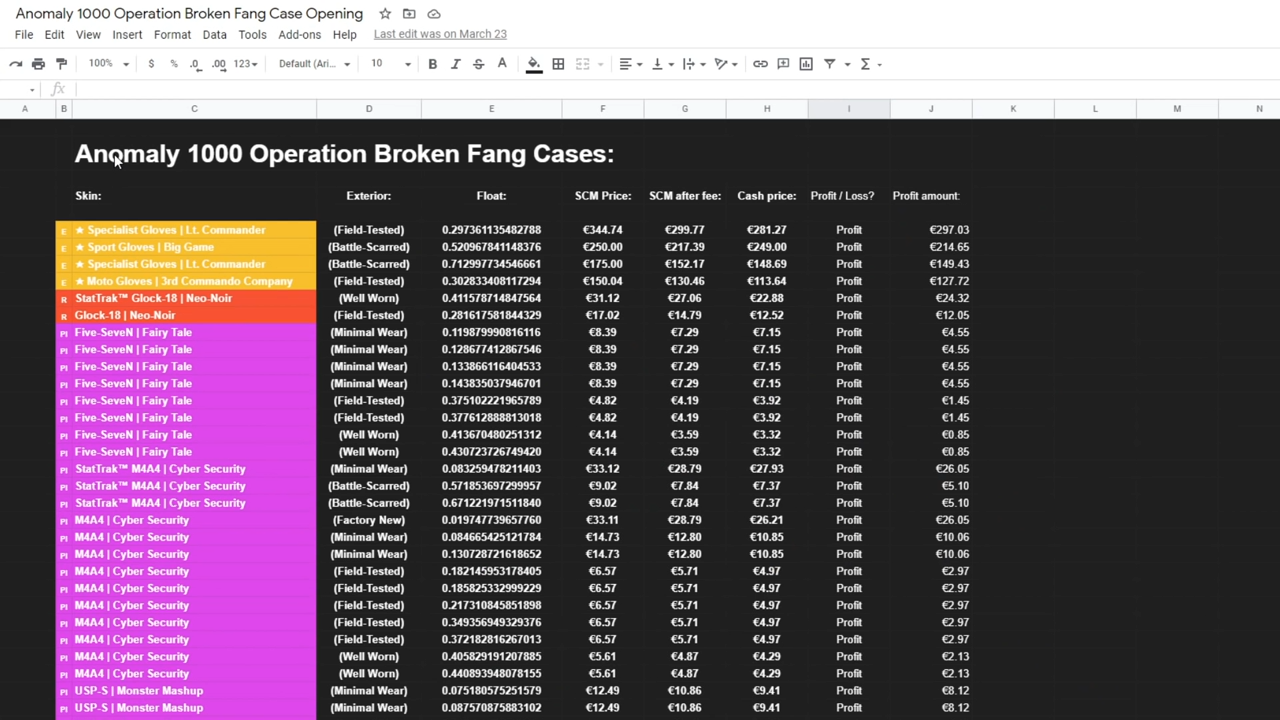 Anomaly 1000 Operation Broken Fang Case Opening
File Edit View Insert Format Data Tools Add-ons Help Last edit was on March 23
100% $ % .0 .00 123 Default (Ari... 10 B I S A
fx
A B C D E F G H I J K L M N
Anomaly 1000 Operation Broken Fang Cases:
Skin: Exterior: Float: SCM Price: SCM after fee: Cash price: Profit / Loss? Profit amount:
E ★ Specialist Gloves | Lt. Commander (Field-Tested) 0.297361135482788 €344.74 €299.77 €281.27 Profit €297.03
E ★ Sport Gloves | Big Game (Battle-Scarred) 0.520967841148376 €250.00 €217.39 €249.00 Profit €214.65
E ★ Specialist Gloves | Lt. Commander (Battle-Scarred) 0.712997734546661 €175.00 €152.17 €148.69 Profit €149.43
E ★ Moto Gloves | 3rd Commando Company (Field-Tested) 0.302833408117294 €150.04 €130.46 €113.64 Profit €127.72
R StatTrak™ Glock-18 | Neo-Noir (Well Worn) 0.411578714847564 €31.12 €27.06 €22.88 Profit €24.32
R Glock-18 | Neo-Noir (Field-Tested) 0.281617581844329 €17.02 €14.79 €12.52 Profit €12.05
PI Five-SeveN | Fairy Tale (Minimal Wear) 0.119879990816116 €8.39 €7.29 €7.15 Profit €4.55
PI Five-SeveN | Fairy Tale (Minimal Wear) 0.128677412867546 €8.39 €7.29 €7.15 Profit €4.55
PI Five-SeveN | Fairy Tale (Minimal Wear) 0.133866116404533 €8.39 €7.29 €7.15 Profit €4.55
PI Five-SeveN | Fairy Tale (Minimal Wear) 0.143835037946701 €8.39 €7.29 €7.15 Profit €4.55
PI Five-SeveN | Fairy Tale (Field-Tested) 0.375102221965789 €4.82 €4.19 €3.92 Profit €1.45
PI Five-SeveN | Fairy Tale (Field-Tested) 0.377612888813018 €4.82 €4.19 €3.92 Profit €1.45
PI Five-SeveN | Fairy Tale (Well Worn) 0.413670480251312 €4.14 €3.59 €3.32 Profit €0.85
PI Five-SeveN | Fairy Tale (Well Worn) 0.430723726749420 €4.14 €3.59 €3.32 Profit €0.85
PI StatTrak™ M4A4 | Cyber Security (Minimal Wear) 0.083259478211403 €33.12 €28.79 €27.93 Profit €26.05
PI StatTrak™ M4A4 | Cyber Security (Battle-Scarred) 0.571853697299957 €9.02 €7.84 €7.37 Profit €5.10
PI StatTrak™ M4A4 | Cyber Security (Battle-Scarred) 0.671221971511840 €9.02 €7.84 €7.37 Profit €5.10
PI M4A4 | Cyber Security (Factory New) 0.019747739657760 €33.11 €28.79 €26.21 Profit €26.05
PI M4A4 | Cyber Security (Minimal Wear) 0.084665425121784 €14.73 €12.80 €10.85 Profit €10.06
PI M4A4 | Cyber Security (Minimal Wear) 0.130728721618652 €14.73 €12.80 €10.85 Profit €10.06
PI M4A4 | Cyber Security (Field-Tested) 0.182145953178405 €6.57 €5.71 €4.97 Profit €2.97
PI M4A4 | Cyber Security (Field-Tested) 0.185825332999229 €6.57 €5.71 €4.97 Profit €2.97
PI M4A4 | Cyber Security (Field-Tested) 0.217310845851898 €6.57 €5.71 €4.97 Profit €2.97
PI M4A4 | Cyber Security (Field-Tested) 0.349356949329376 €6.57 €5.71 €4.97 Profit €2.97
PI M4A4 | Cyber Security (Field-Tested) 0.372182816267013 €6.57 €5.71 €4.97 Profit €2.97
PI M4A4 | Cyber Security (Well Worn) 0.405829191207885 €5.61 €4.87 €4.29 Profit €2.13
PI M4A4 | Cyber Security (Well Worn) 0.440893948078155 €5.61 €4.87 €4.29 Profit €2.13
PI USP-S | Monster Mashup (Minimal Wear) 0.075180575251579 €12.49 €10.86 €9.41 Profit €8.12
PI USP-S | Monster Mashup (Minimal Wear) 0.087570875883102 €12.49 €10.86 €9.41 Profit €8.12